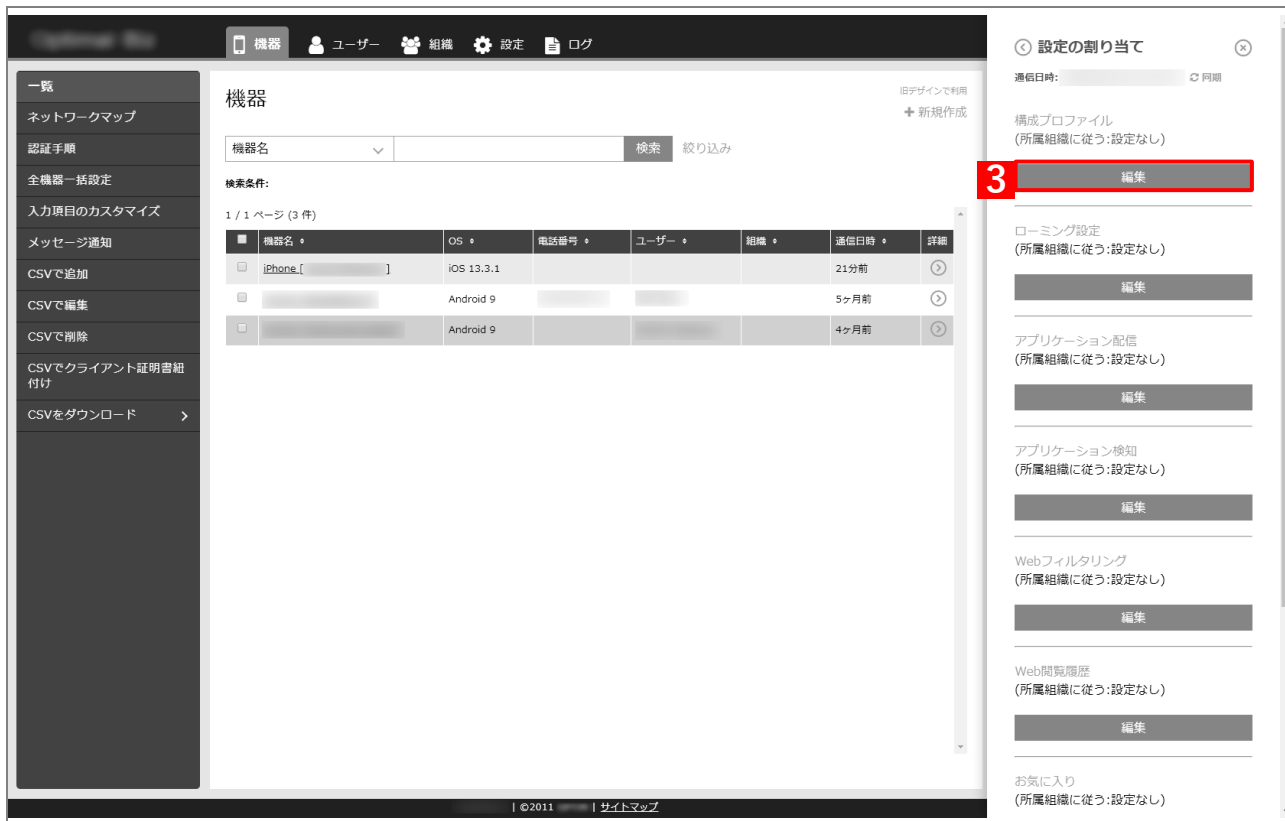 機器 ユーザー 組織 設定 ログ
一覧
ネットワークマップ
認証手順
全機器一括設定
入力項目のカスタマイズ
メッセージ通知
CSVで追加
CSVで編集
CSVで削除
CSVでクライアント証明書紐
付け
CSVをダウンロード
機器
旧デザインで利用
新規作成
機器名 検索 絞り込み
検索条件:
1 / 1 ページ (3 件)
機器名 OS 電話番号 ユーザー 組織 通信日時 詳細
iPhone [ ] iOS 13.3.1 21分前
Android 9 5ヶ月前
Android 9 4ヶ月前
| ©2011 | サイトマップ
設定の割り当て
通信日時: 同期
構成プロファイル
(所属組織に従う:設定なし)
3 編集
ローミング設定
(所属組織に従う:設定なし)
編集
アプリケーション配信
(所属組織に従う:設定なし)
編集
アプリケーション検知
(所属組織に従う:設定なし)
編集
Webフィルタリング
(所属組織に従う:設定なし)
編集
Web閲覧履歴
(所属組織に従う:設定なし)
編集
お気に入り
(所属組織に従う:設定なし)